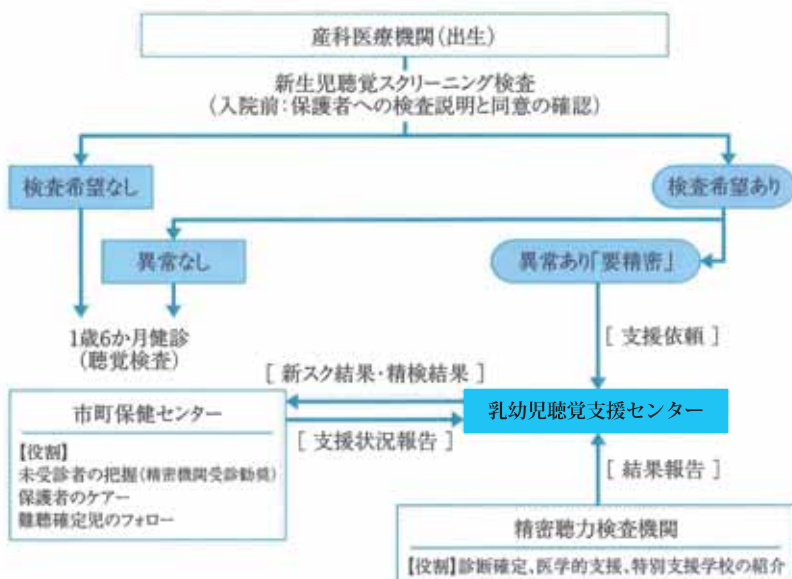 産科医療機関(出生)
新生児聴覚スクリーニング検査
(入院前:保護者への検査説明と同意の確認)
検査希望なし
検査希望あり
異常なし
異常あり「要精密」
1歳6か月健診
(聴覚検査)
[ 支援依頼 ]
[ 新スク結果・精検結果 ]
市町保健センター
乳幼児聴覚支援センター
[ 支援状況報告 ]
【役割】
未受診者の把握(精密機関受診勧奨)
保護者のケアー
難聴確定児のフォロー
[ 結果報告 ]
精密聴力検査機関
【役割】診断確定、医学的支援、特別支援学校の紹介